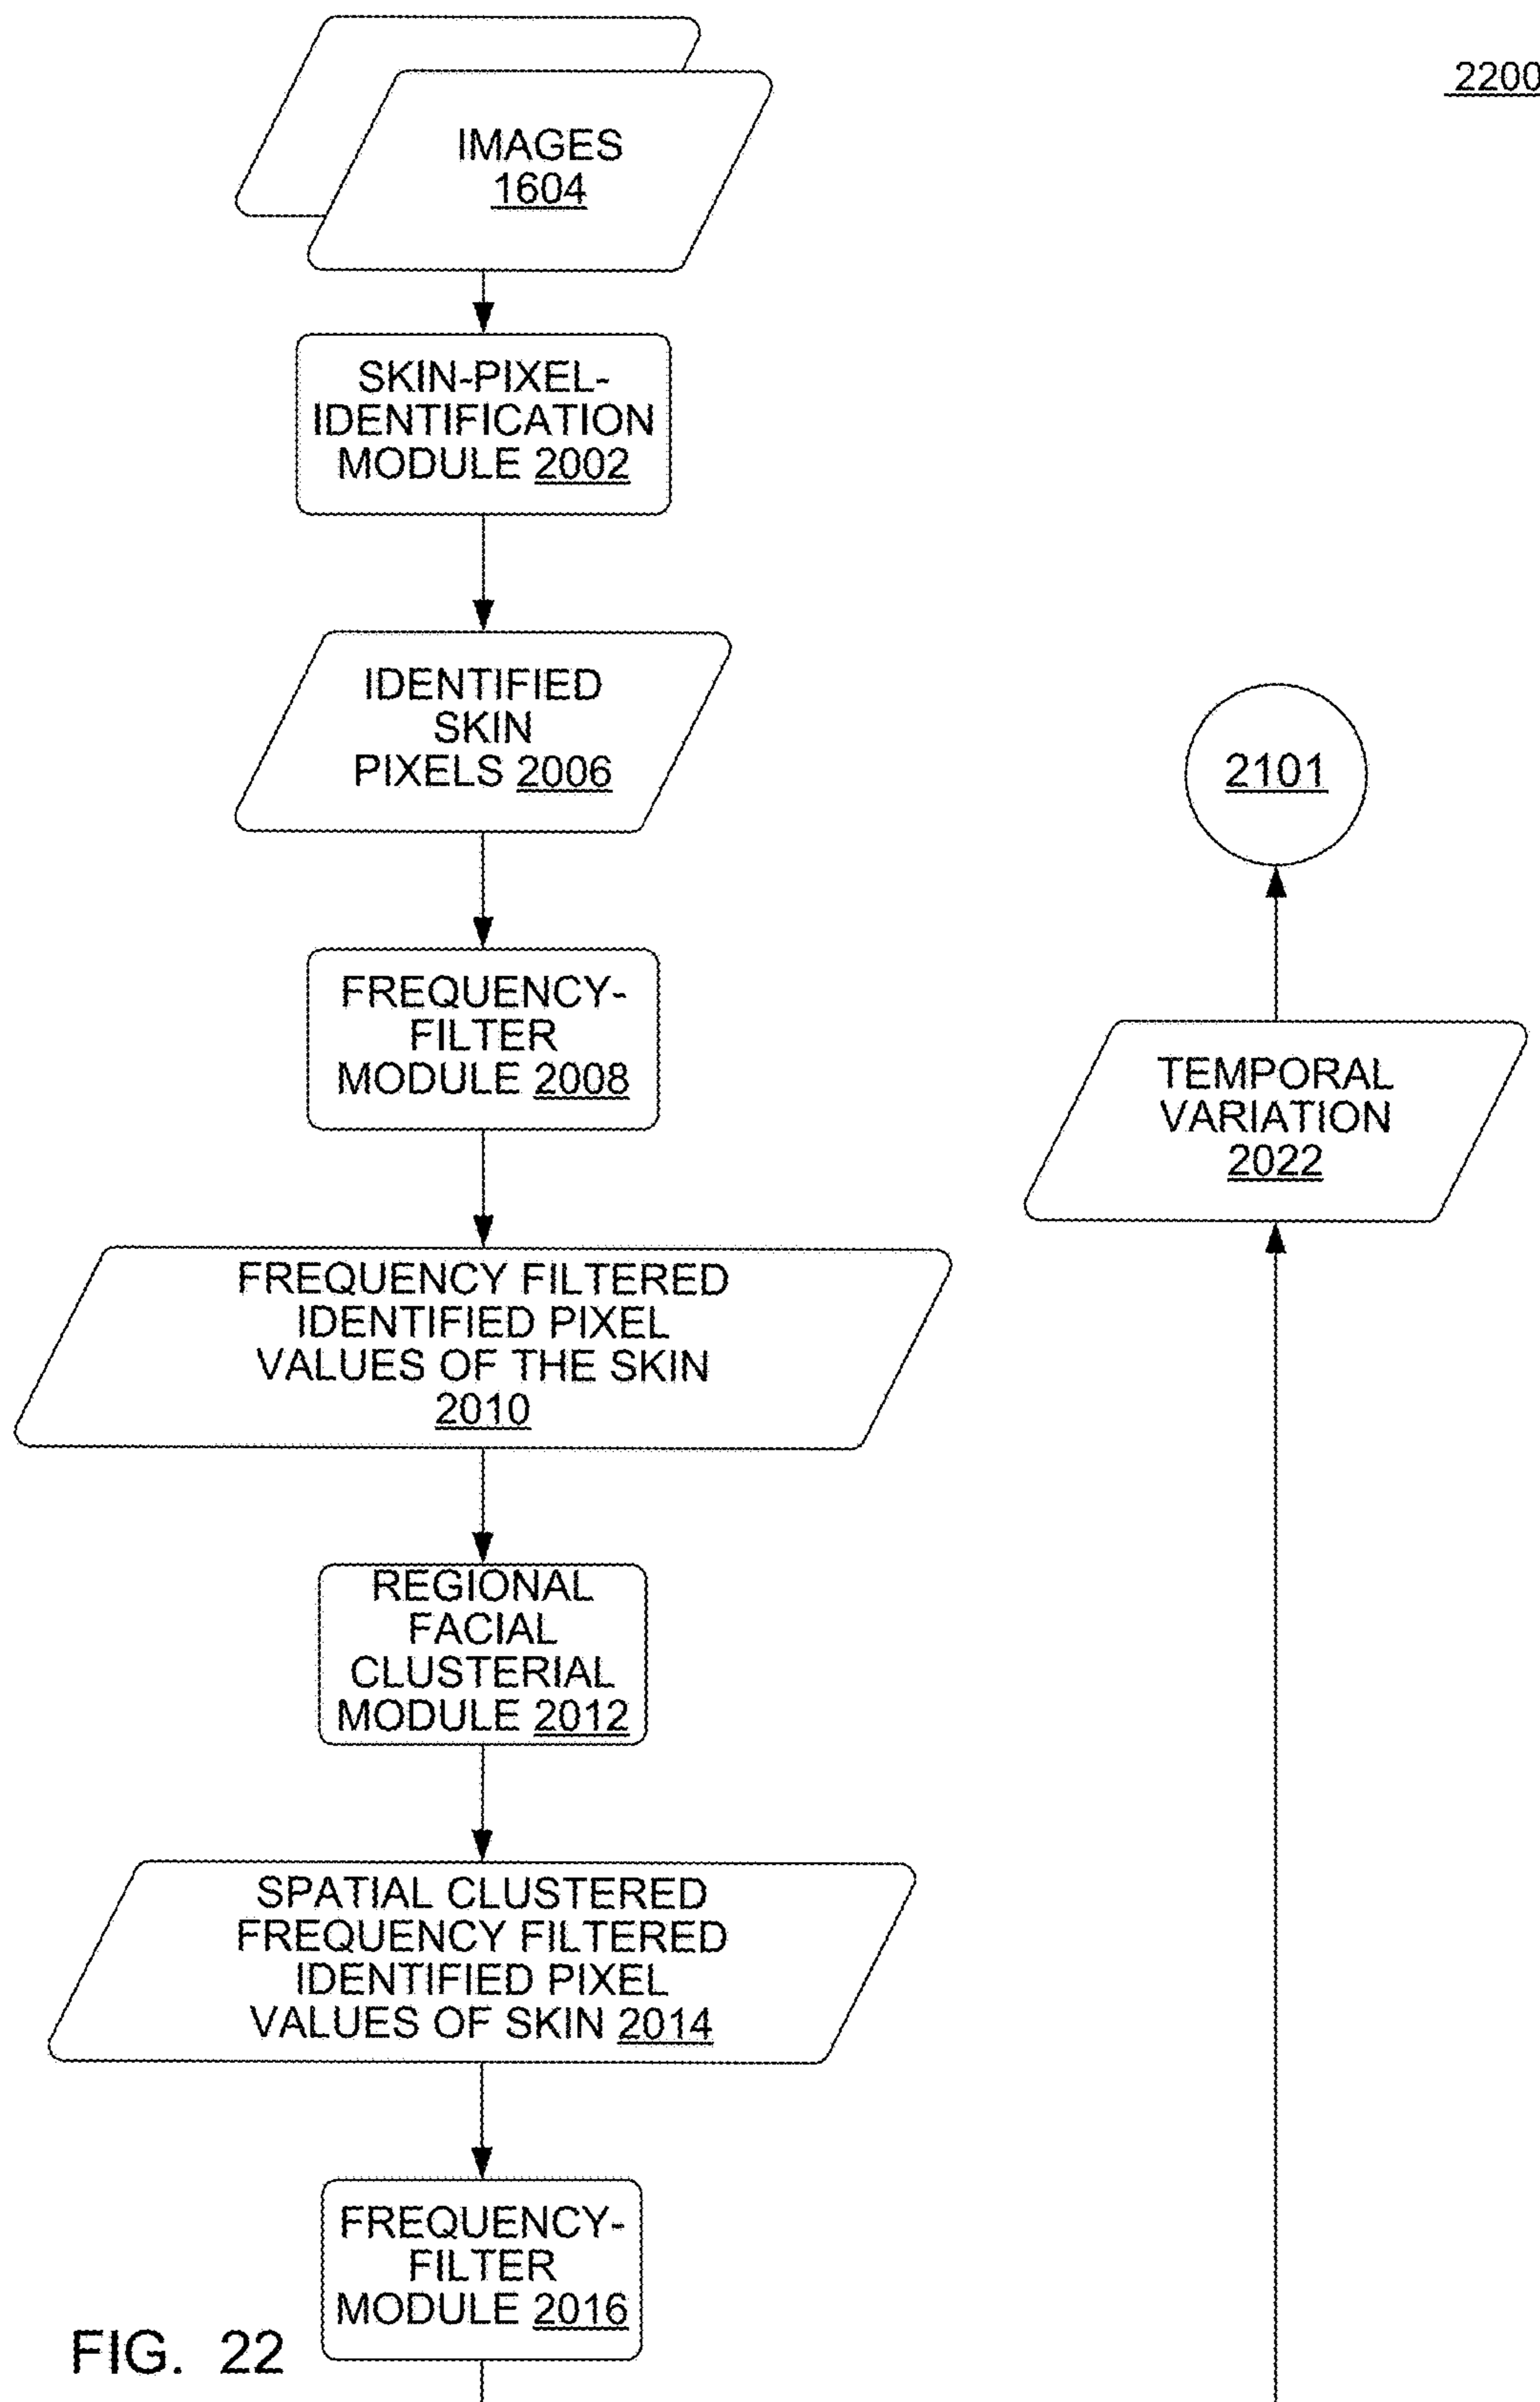 2200
IMAGES
1604
SKIN-PIXEL-
IDENTIFICATION
MODULE 2002
IDENTIFIED
SKIN
PIXELS 2006
FREQUENCY-
FILTER
MODULE 2008
FREQUENCY FILTERED
IDENTIFIED PIXEL
VALUES OF THE SKIN
2010
REGIONAL
FACIAL
CLUSTERIAL
MODULE 2012
SPATIAL CLUSTERED
FREQUENCY FILTERED
IDENTIFIED PIXEL
VALUES OF SKIN 2014
FREQUENCY-
FILTER
MODULE 2016
2101
TEMPORAL
VARIATION
2022
FIG. 22